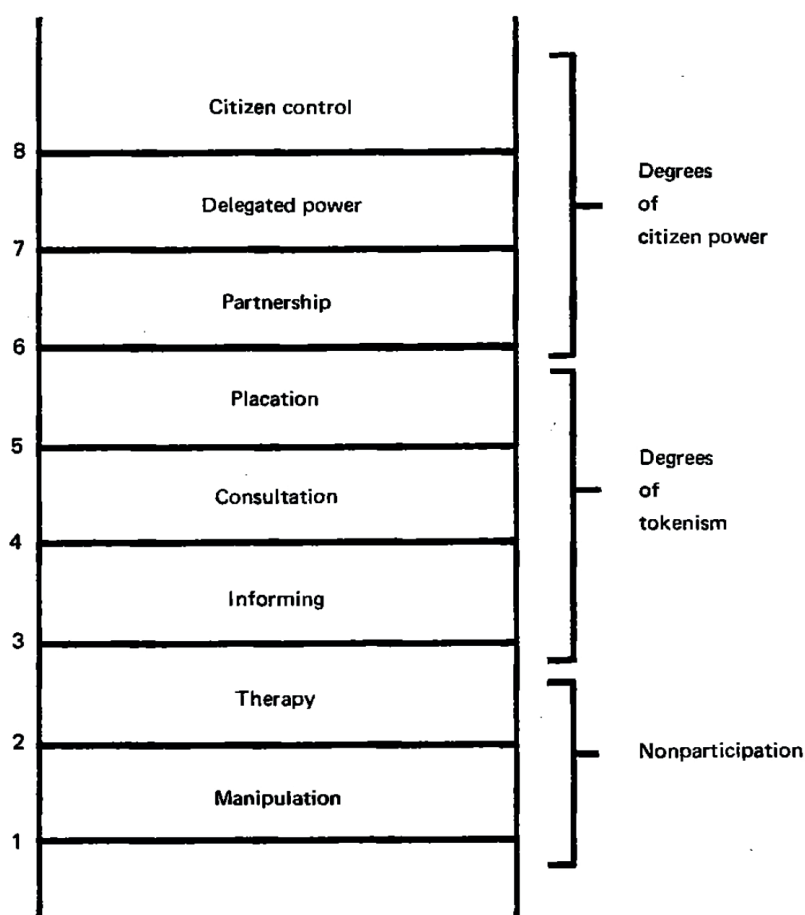 Citizen control
8
Delegated power
7
Partnership
6
Placation
5
Consultation
4
Informing
3
Therapy
2
Manipulation
1
Degrees
of
citizen power
Degrees
of
tokenism
Nonparticipation